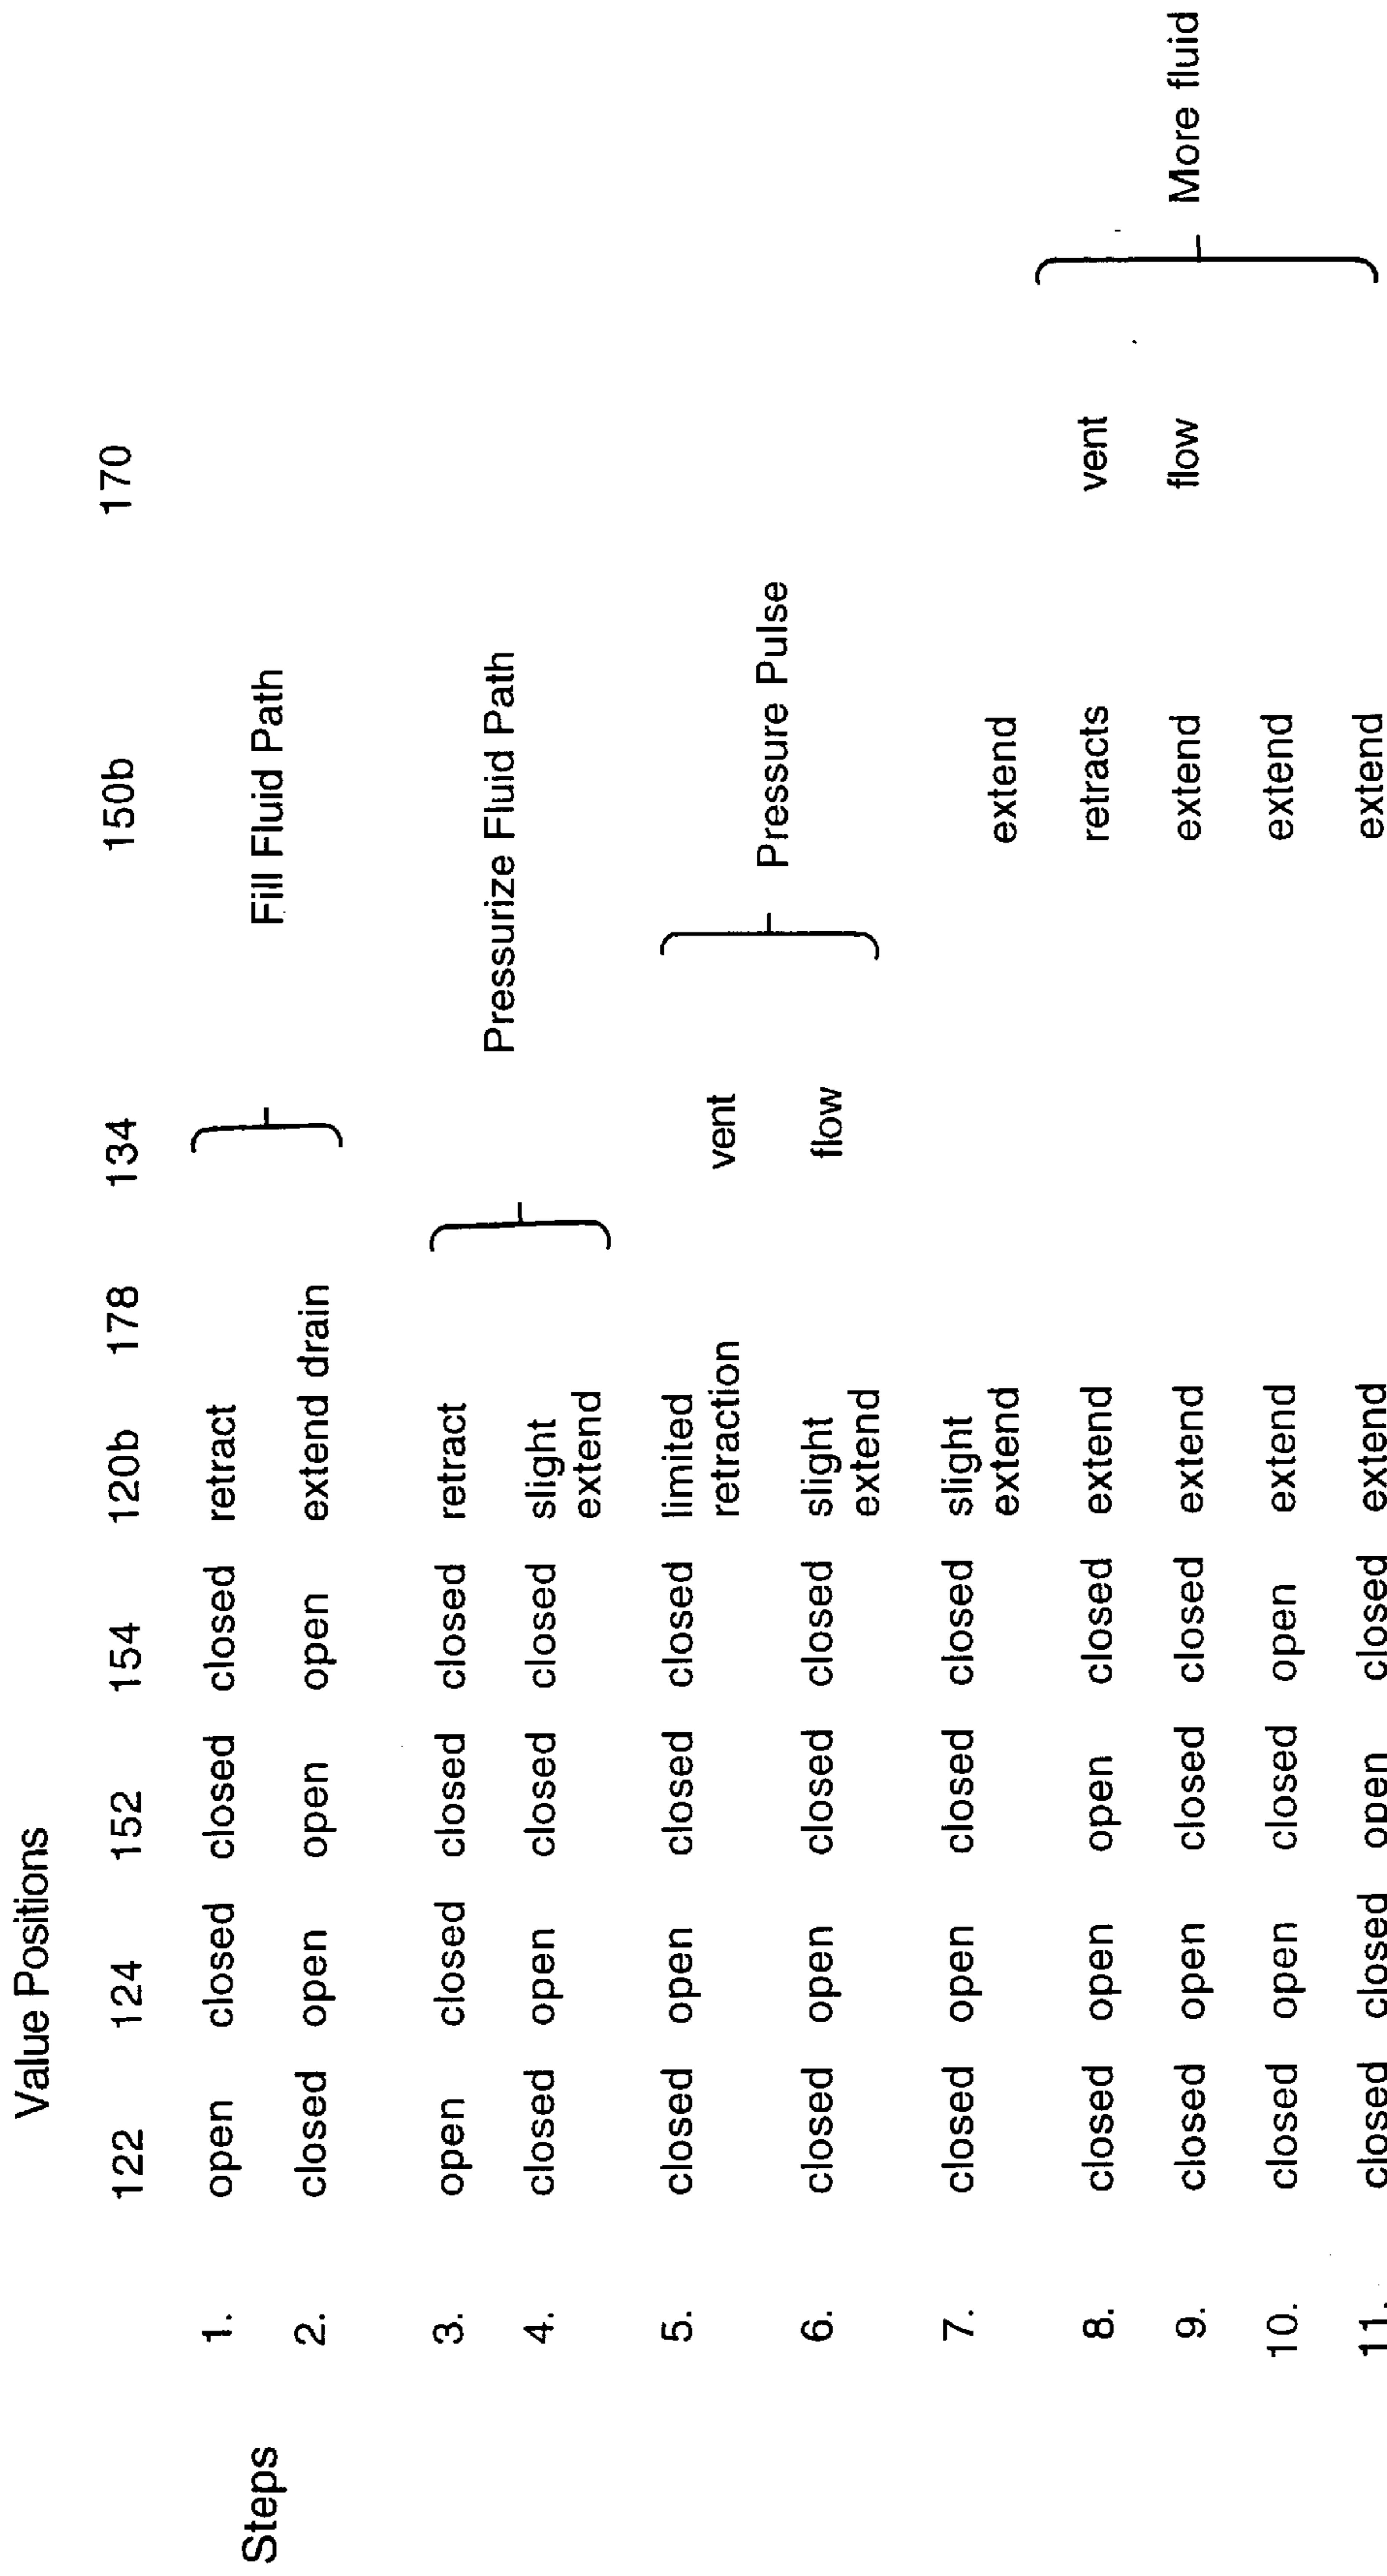 Value Positions
122 124 152 154 120b 178 134 150b 170
Steps
1. open closed closed closed retract
2. closed open open open extend drain
Fill Fluid Path
3. open closed closed closed retract
4. closed open closed closed slight
extend
Pressurize Fluid Path
5. closed open closed closed limited
retraction vent
6. closed open closed closed slight flow
extend
Pressure Pulse
7. closed open closed closed slight
extend extend
8. closed open open closed extend retracts vent
9. closed open closed closed extend extend flow
More fluid
10. closed open closed open extend extend
11. closed closed open closed extend extend